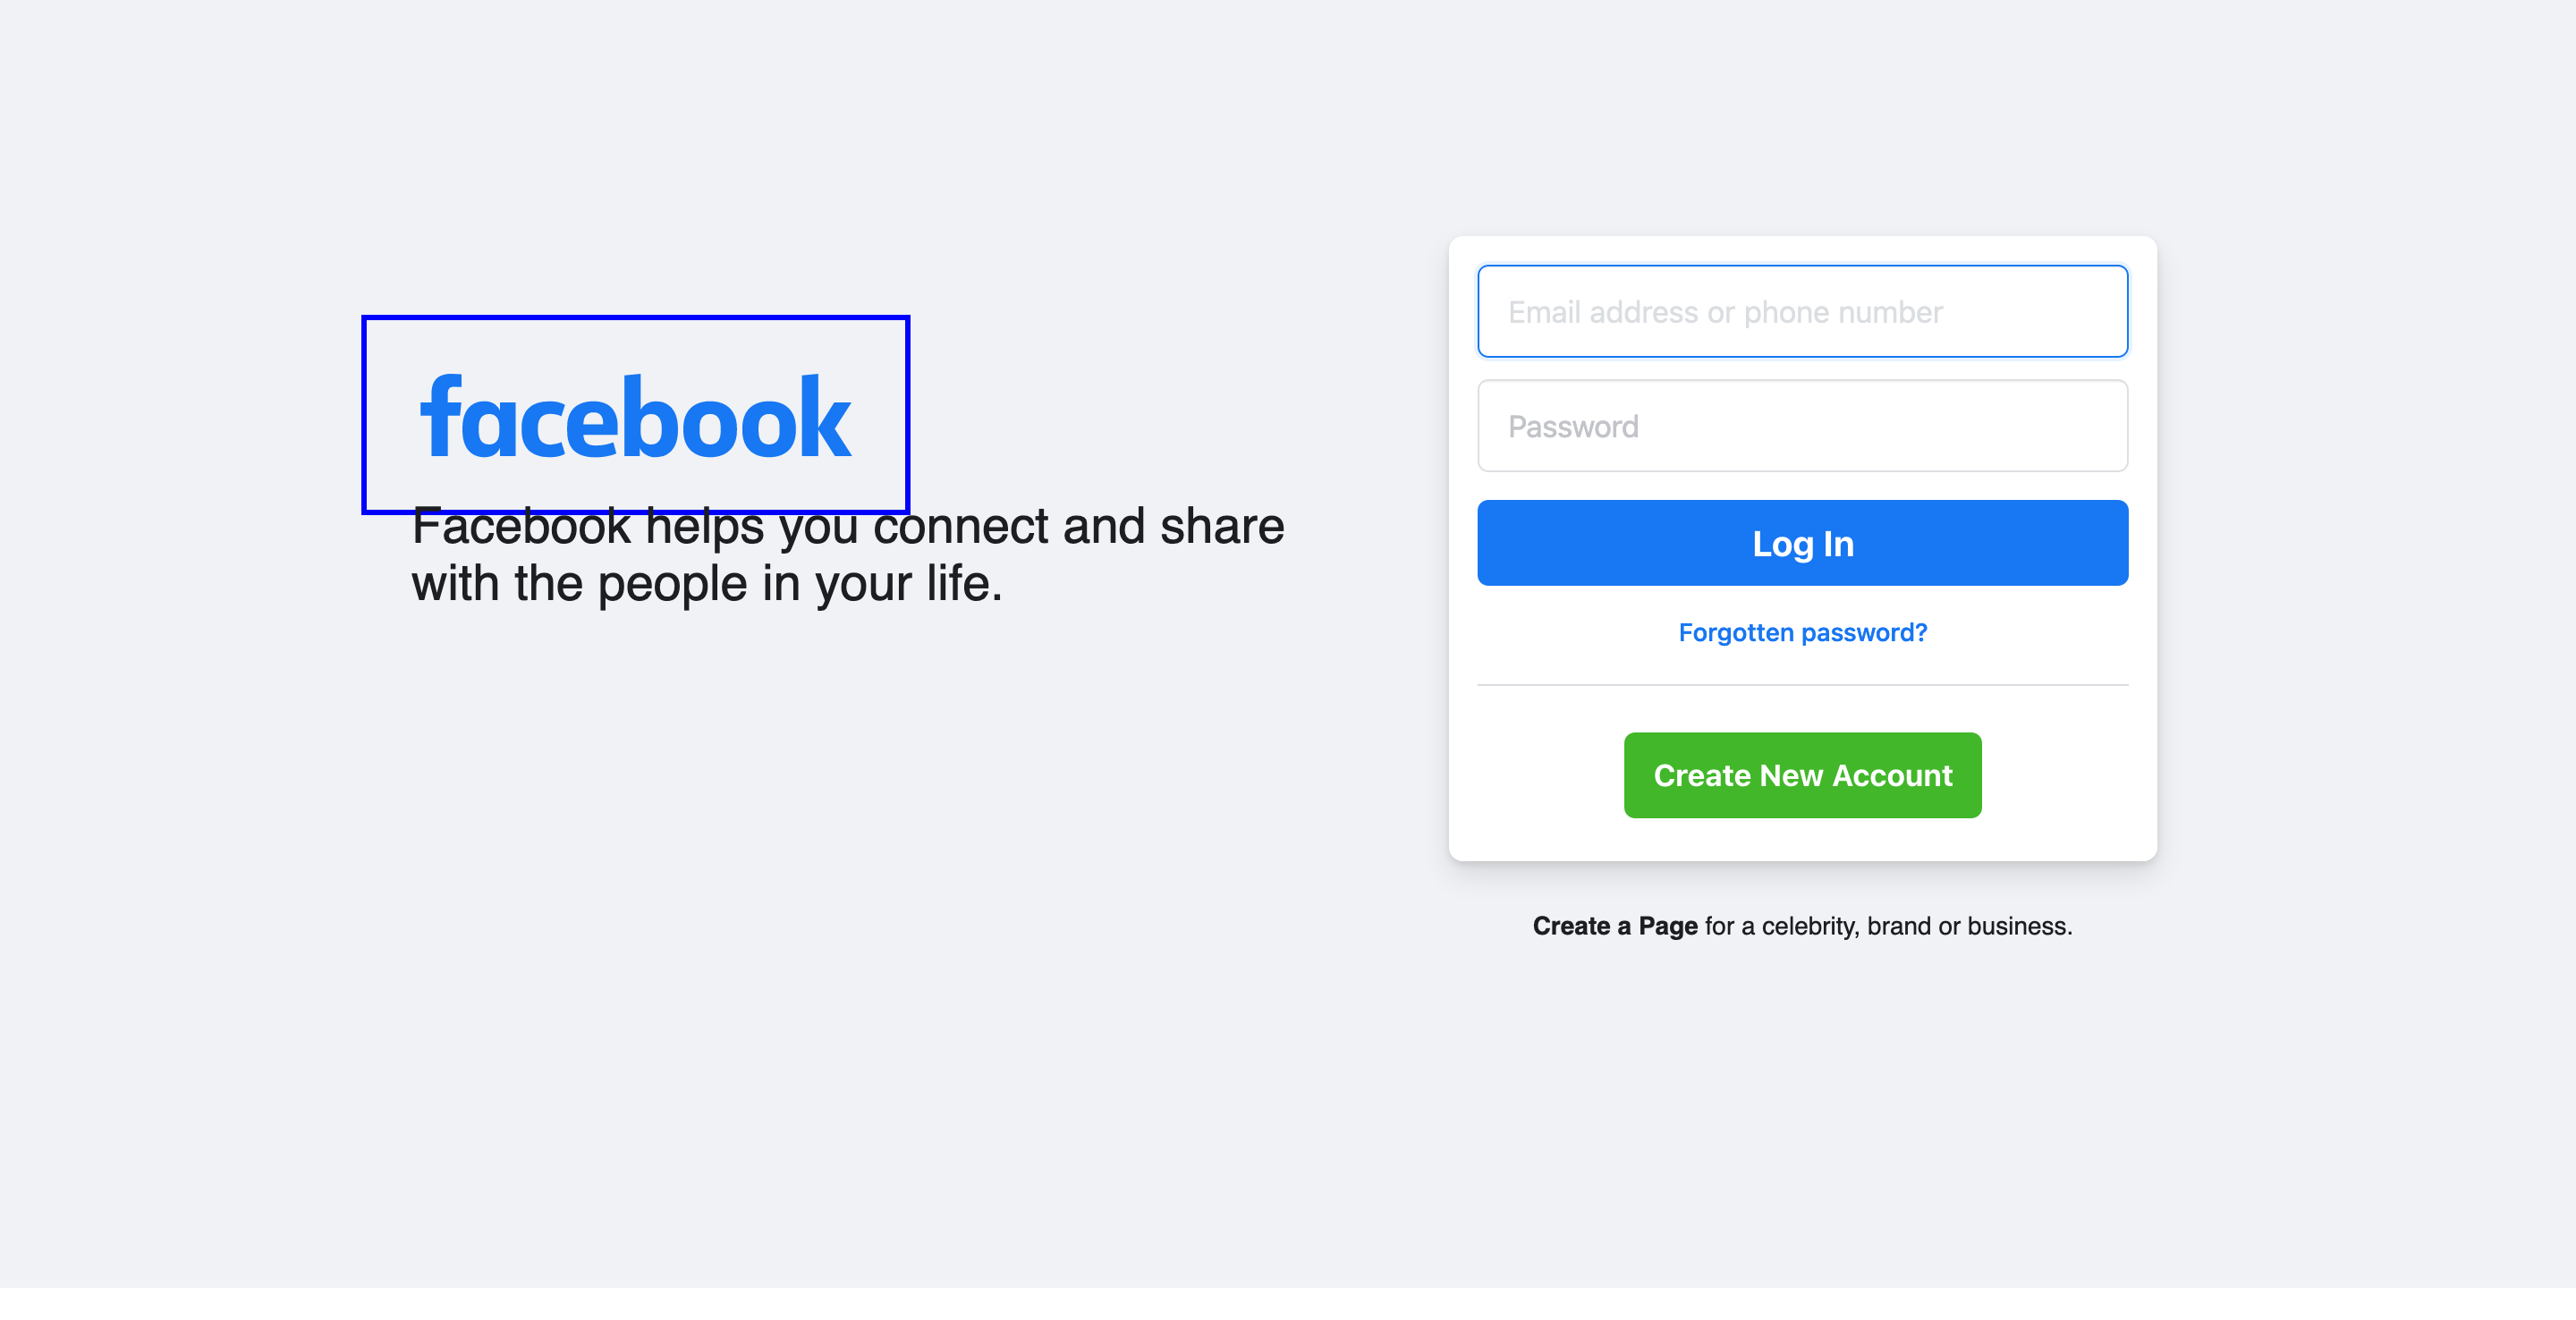 facebook
Facebook helps you connect and share
with the people in your life.
Email address or phone number
Password
Log In
Forgotten password?
Create New Account
Create a Page for a celebrity, brand or business.